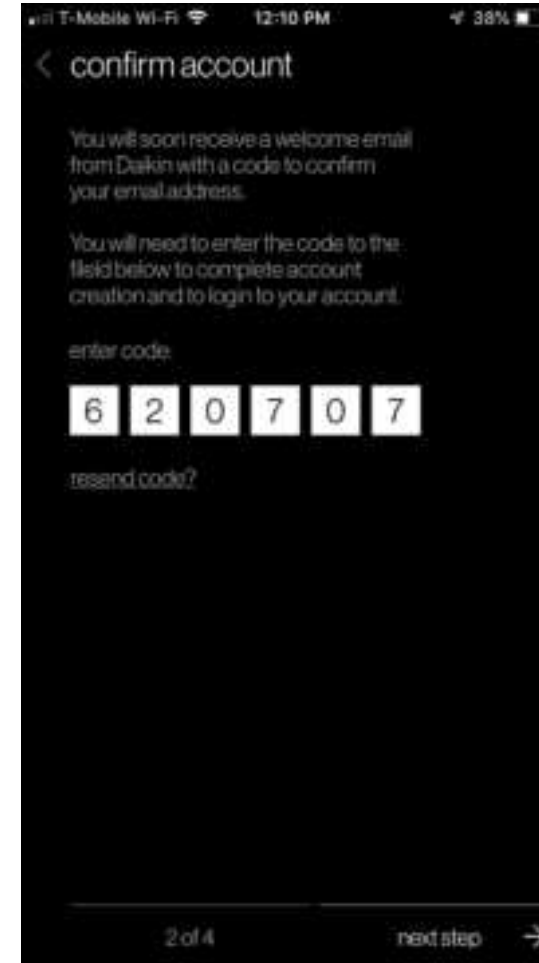 T-Mobile Wi-Fi 12:10 PM 38%
confirm account
You will soon receive a welcome email
from Daikin with a code to confirm
your email address.
You will need to enter the code to the
fileld below to complete account
creation and to login to your account.
enter code:
6 2 0 7 0 7
resend code?
2 of 4 next step